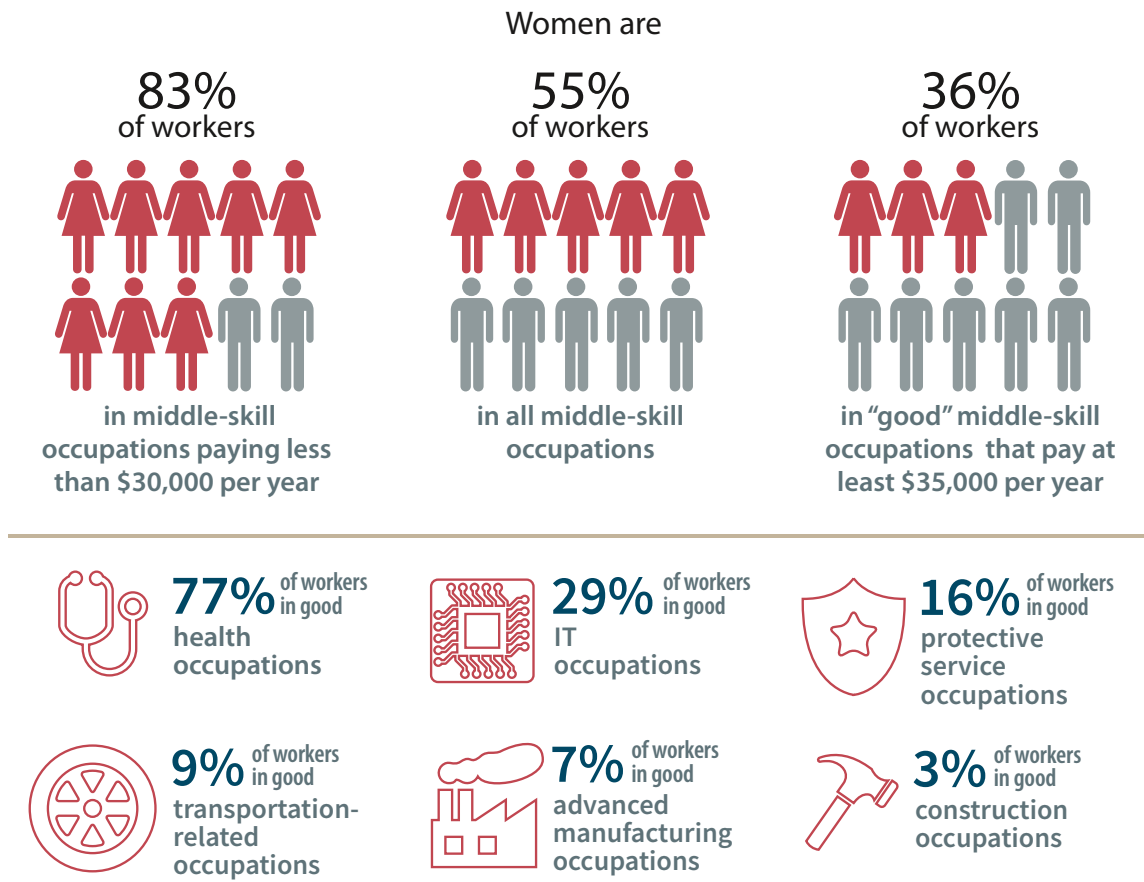 Women are
83%
of workers
in middle-skill
occupations paying less
than $30,000 per year
55%
of workers
in all middle-skill
occupations
36%
of workers
in “good” middle-skill
occupations that pay at
least $35,000 per year
77% of workers
in good
health
occupations
29% of workers
in good
IT
occupations
16% of workers
in good
protective
service
occupations
9% of workers
in good
transportation-
related
occupations
7% of workers
in good
advanced
manufacturing
occupations
3% of workers
in good
construction
occupations